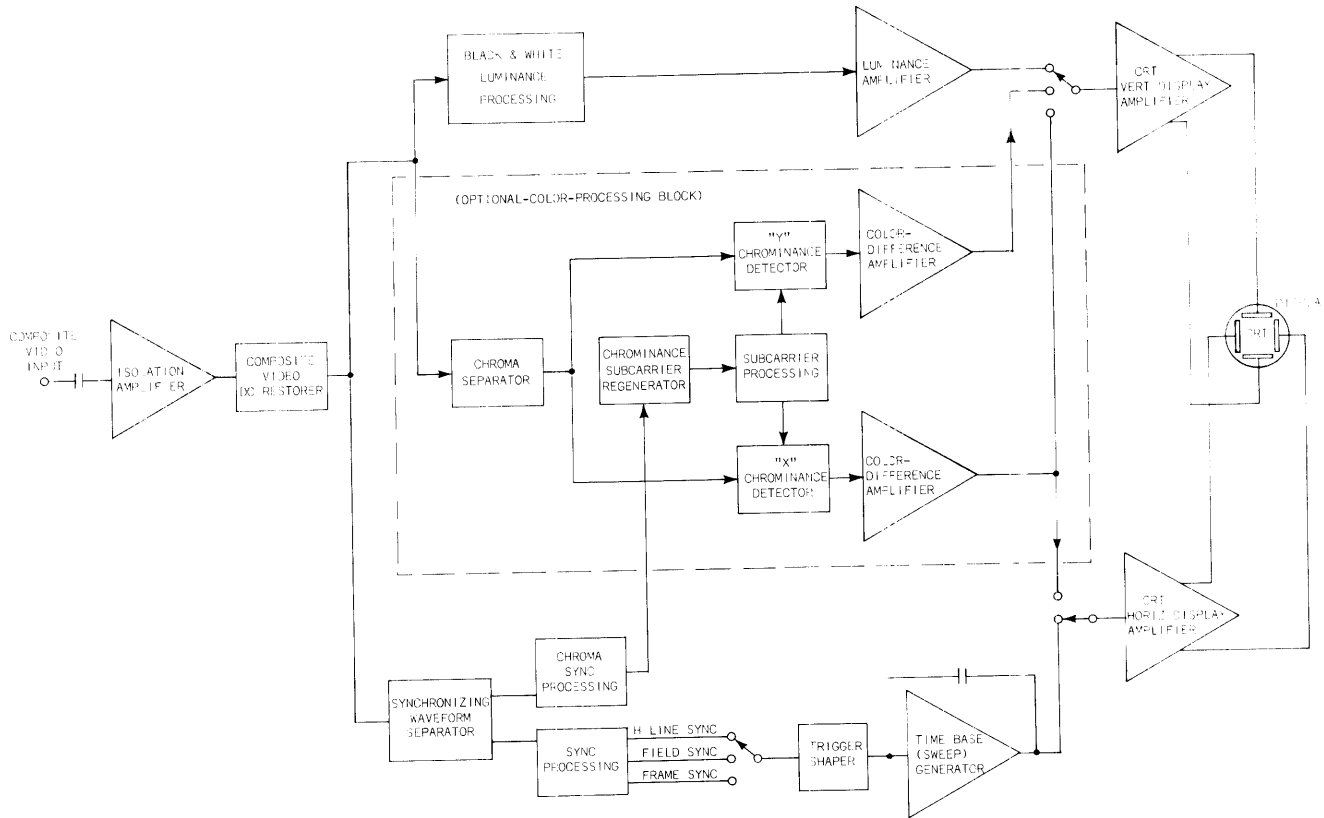 BLACK & WHITE
LUMINANCE
PROCESSING
LUMINANCE
AMPLIFIER
CRT
VERT DISPLAY
AMPLIFIER
(OPTIONAL-COLOR-PROCESSING BLOCK)
"Y"
CHROMINANCE
DETECTOR
COLOR-
DIFFERENCE
AMPLIFIER
COMPOSITE
VIDEO
INPUT
ISOLATION
AMPLIFIER
COMPOSITE
VIDEO
DC RESTORER
CHROMA
SEPARATOR
CHROMINANCE
SUBCARRIER
REGENERATOR
SUBCARRIER
PROCESSING
CRT
"X"
CHROMINANCE
DETECTOR
COLOR-
DIFFERENCE
AMPLIFIER
CRT
HORIZ DISPLAY
AMPLIFIER
CHROMA
SYNC
PROCESSING
SYNCHRONIZING
WAVEFORM
SEPARATOR
SYNC
PROCESSING
H LINE SYNC
FIELD SYNC
FRAME SYNC
TRIGGER
SHAPER
TIME BASE
(SWEEP)
GENERATOR